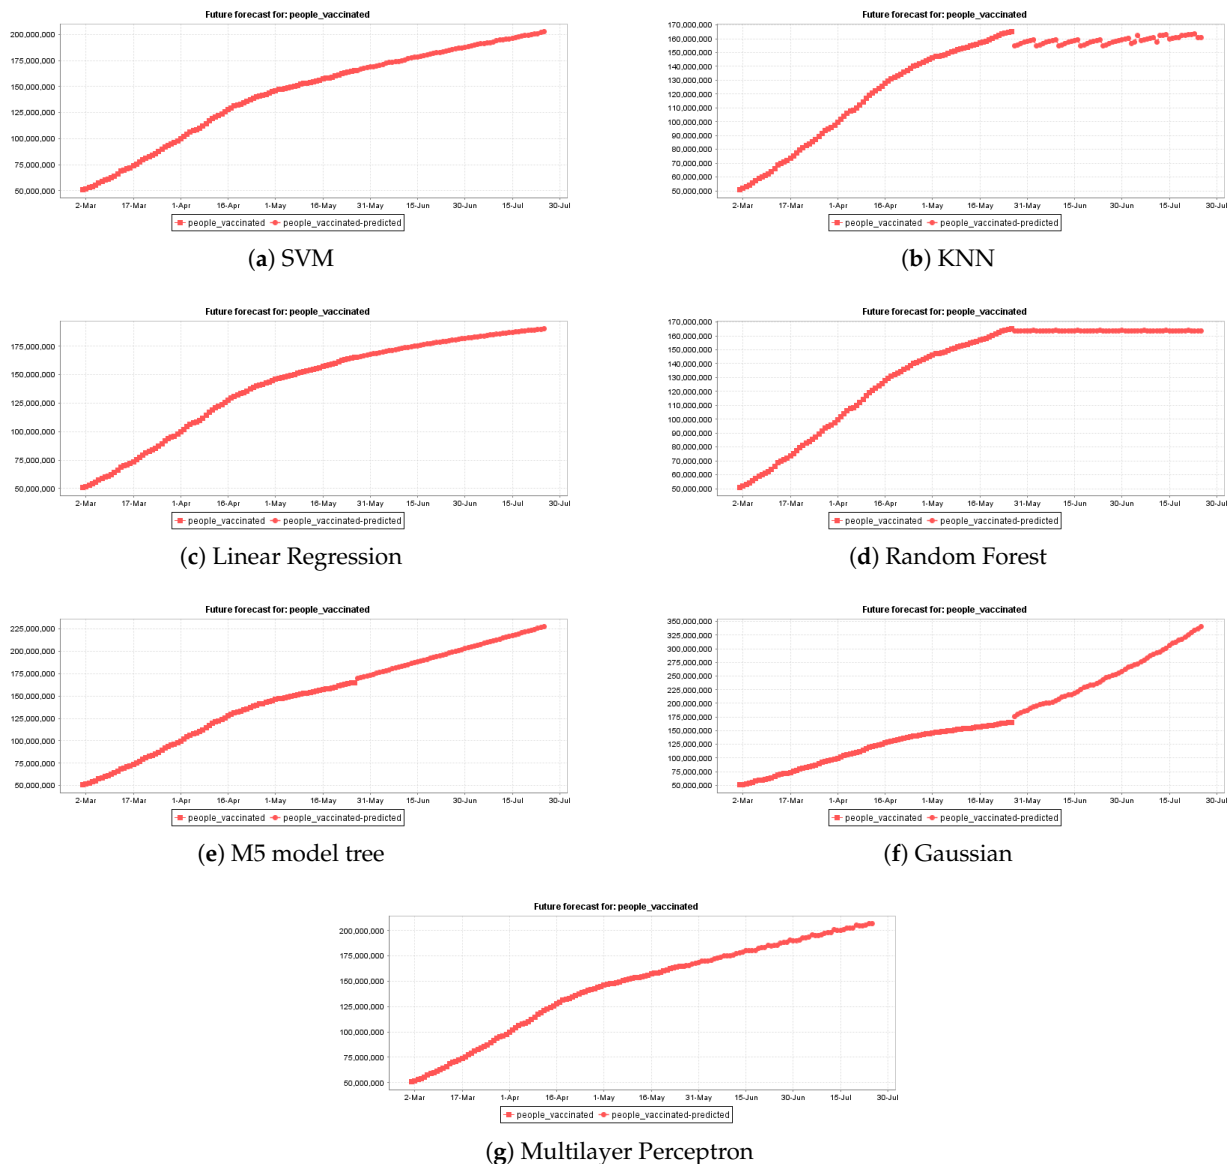 Future forecast for: people_vaccinated
200,000,000
175,000,000
150,000,000
125,000,000
100,000,000
75,000,000
50,000,000
2-Mar 17-Mar 1-Apr 16-Apr 1-May 16-May 31-May 15-Jun 30-Jun 15-Jul 30-Jul
people_vaccinated people_vaccinated-predicted
(a) SVM
Future forecast for: people_vaccinated
170,000,000
160,000,000
150,000,000
140,000,000
130,000,000
120,000,000
110,000,000
100,000,000
90,000,000
80,000,000
70,000,000
60,000,000
50,000,000
2-Mar 17-Mar 1-Apr 16-Apr 1-May 16-May 31-May 15-Jun 30-Jun 15-Jul 30-Jul
people_vaccinated people_vaccinated-predicted
(b) KNN
Future forecast for: people_vaccinated
175,000,000
150,000,000
125,000,000
100,000,000
75,000,000
50,000,000
2-Mar 17-Mar 1-Apr 16-Apr 1-May 16-May 31-May 15-Jun 30-Jun 15-Jul 30-Jul
people_vaccinated people_vaccinated-predicted
(c) Linear Regression
Future forecast for: people_vaccinated
170,000,000
160,000,000
150,000,000
140,000,000
130,000,000
120,000,000
110,000,000
100,000,000
90,000,000
80,000,000
70,000,000
60,000,000
50,000,000
2-Mar 17-Mar 1-Apr 16-Apr 1-May 16-May 31-May 15-Jun 30-Jun 15-Jul 30-Jul
people_vaccinated people_vaccinated-predicted
(d) Random Forest
Future forecast for: people_vaccinated
225,000,000
200,000,000
175,000,000
150,000,000
125,000,000
100,000,000
75,000,000
50,000,000
2-Mar 17-Mar 1-Apr 16-Apr 1-May 16-May 31-May 15-Jun 30-Jun 15-Jul 30-Jul
people_vaccinated people_vaccinated-predicted
(e) M5 model tree
Future forecast for: people_vaccinated
350,000,000
325,000,000
300,000,000
275,000,000
250,000,000
225,000,000
200,000,000
175,000,000
150,000,000
125,000,000
100,000,000
75,000,000
50,000,000
2-Mar 17-Mar 1-Apr 16-Apr 1-May 16-May 31-May 15-Jun 30-Jun 15-Jul 30-Jul
people_vaccinated people_vaccinated-predicted
(f) Gaussian
Future forecast for: people_vaccinated
200,000,000
175,000,000
150,000,000
125,000,000
100,000,000
75,000,000
50,000,000
2-Mar 17-Mar 1-Apr 16-Apr 1-May 16-May 31-May 15-Jun 30-Jun 15-Jul 30-Jul
people_vaccinated people_vaccinated-predicted
(g) Multilayer Perceptron